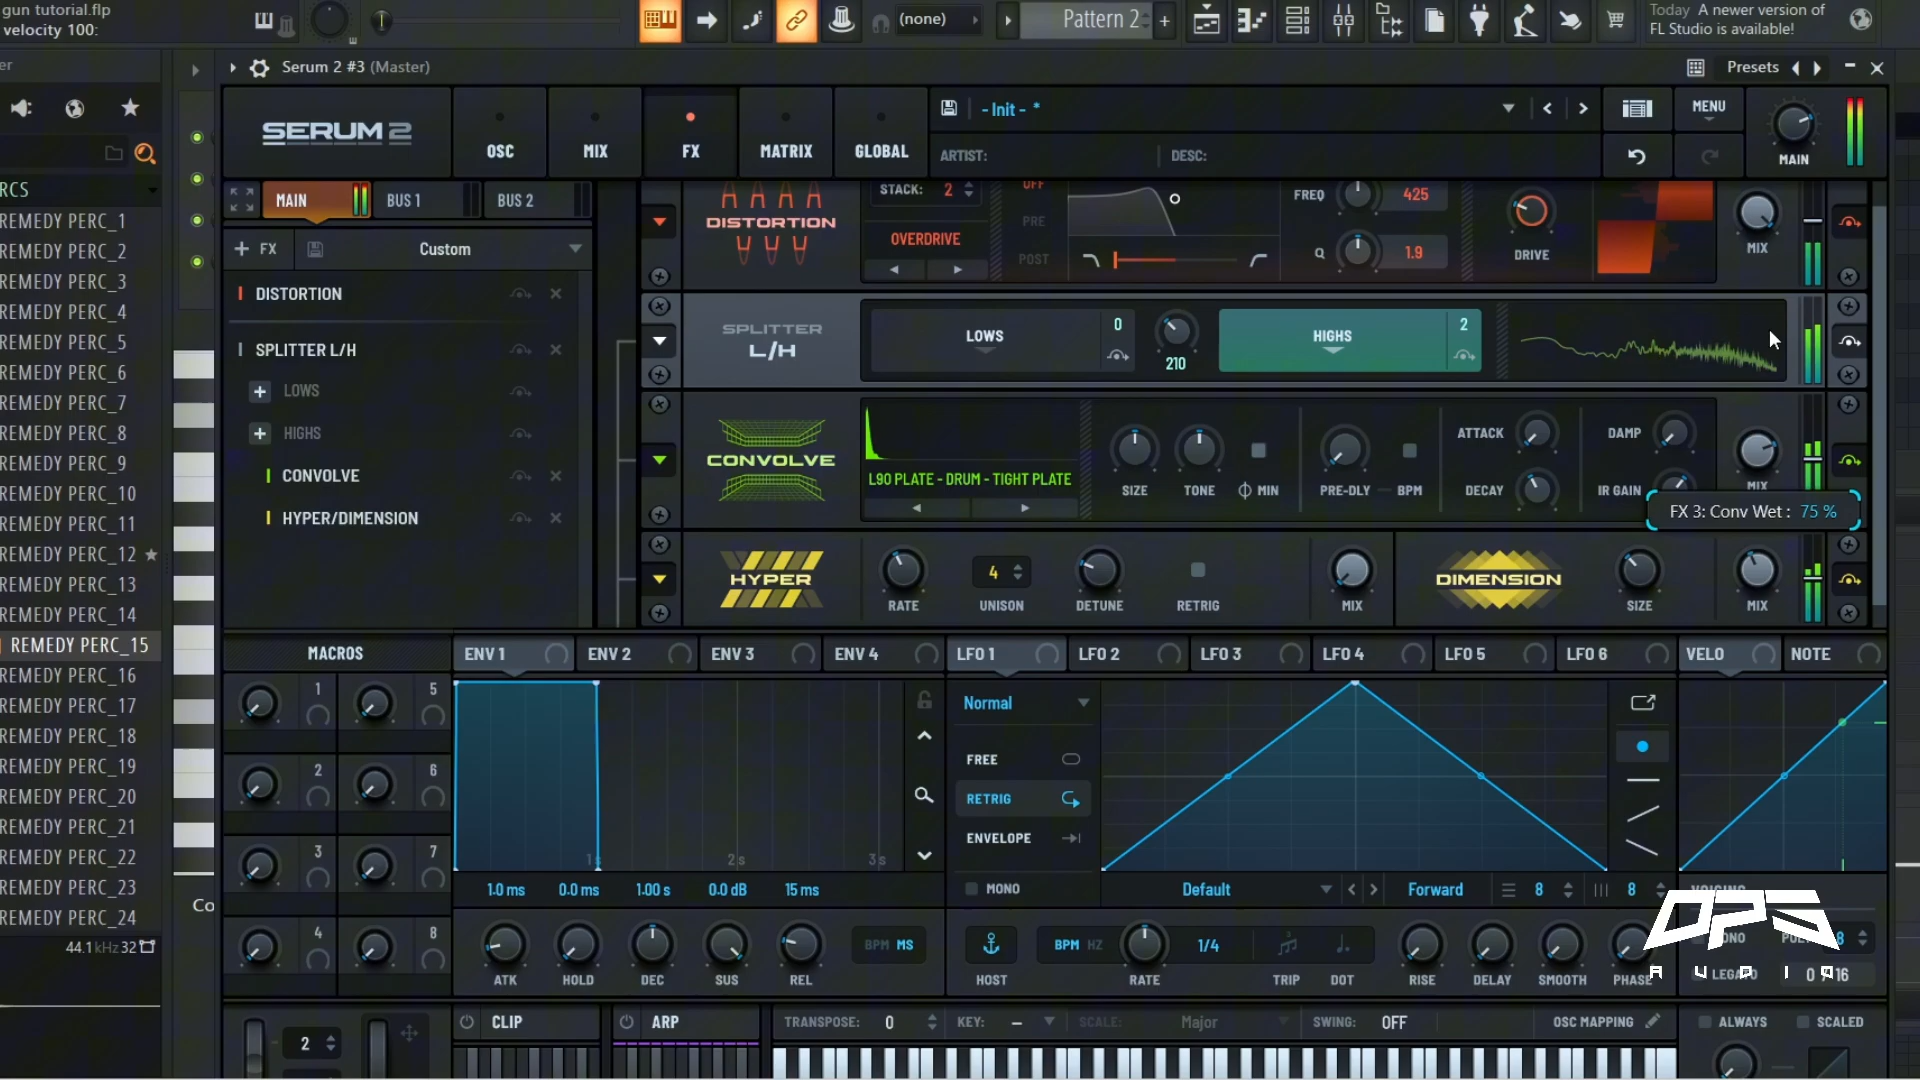 gun tutorial.flp
velocity 100:
(none)
Pattern 2
Today A newer version of
FL Studio is available!
er
Serum 2 #3 (Master)
Presets
SERUM 2
OSC
MIX
FX
MATRIX
GLOBAL
- Init - *
ARTIST:
DESC:
MENU
MAIN
MAIN
BUS 1
BUS 2
FX
Custom
DISTORTION
SPLITTER L/H
LOWS
HIGHS
CONVOLVE
HYPER/DIMENSION
DISTORTION
STACK: 2
OVERDRIVE
OFF
PRE
POST
FREQ
425
Q
1.9
DRIVE
MIX
SPLITTER
L/H
LOWS
0
210
HIGHS
2
CONVOLVE
L90 PLATE - DRUM - TIGHT PLATE
SIZE
TONE
MIN
PRE-DLY
BPM
ATTACK
DECAY
DAMP
IR GAIN
MIX
FX 3: Conv Wet : 75 %
HYPER
RATE
4
UNISON
DETUNE
RETRIG
MIX
DIMENSION
SIZE
MIX
RCS
REMEDY PERC_1
REMEDY PERC_2
REMEDY PERC_3
REMEDY PERC_4
REMEDY PERC_5
REMEDY PERC_6
REMEDY PERC_7
REMEDY PERC_8
REMEDY PERC_9
REMEDY PERC_10
REMEDY PERC_11
REMEDY PERC_12
REMEDY PERC_13
REMEDY PERC_14
REMEDY PERC_15
REMEDY PERC_16
REMEDY PERC_17
REMEDY PERC_18
REMEDY PERC_19
REMEDY PERC_20
REMEDY PERC_21
REMEDY PERC_22
REMEDY PERC_23
REMEDY PERC_24
44.1kHz 32
Co
MACROS
1
5
2
6
3
7
4
8
ENV 1
ENV 2
ENV 3
ENV 4
LFO 1
LFO 2
LFO 3
LFO 4
LFO 5
LFO 6
VELO
NOTE
1s
2s
3s
1.0 ms
0.0 ms
1.00 s
0.0 dB
15 ms
ATK
HOLD
DEC
SUS
REL
BPM MS
Normal
FREE
RETRIG
ENVELOPE
MONO
Default
Forward
8
8
HOST
BPM HZ
RATE
1/4
TRIP
DOT
RISE
DELAY
SMOOTH
PHASE
VOICING
LEGATO
OPS
AUDIO
2
CLIP
ARP
TRANSPOSE: 0
KEY: –
SCALE: Major
SWING: OFF
OSC MAPPING
ALWAYS
SCALED